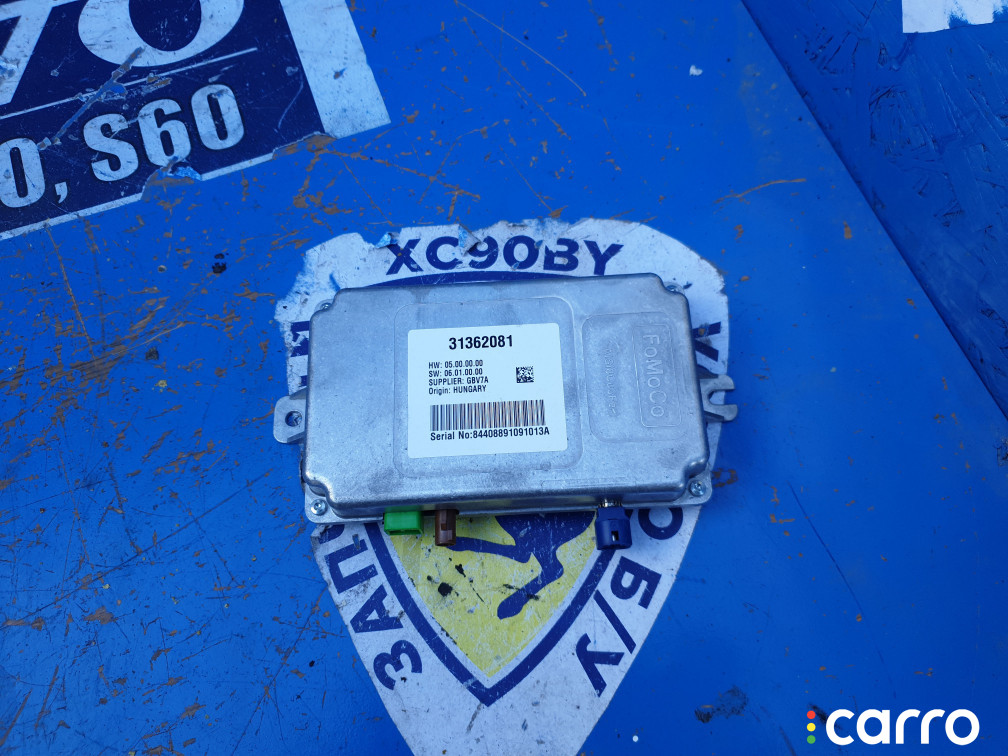 70
0, S60
XC90BY
31362081
HW: 05.00.00.00
SW: 06.01.00.00
SUPPLIER: GBV7A
Origin: HUNGARY
Serial No:84408891091013A
FoMoCo
ЗАП
Б/У
carro